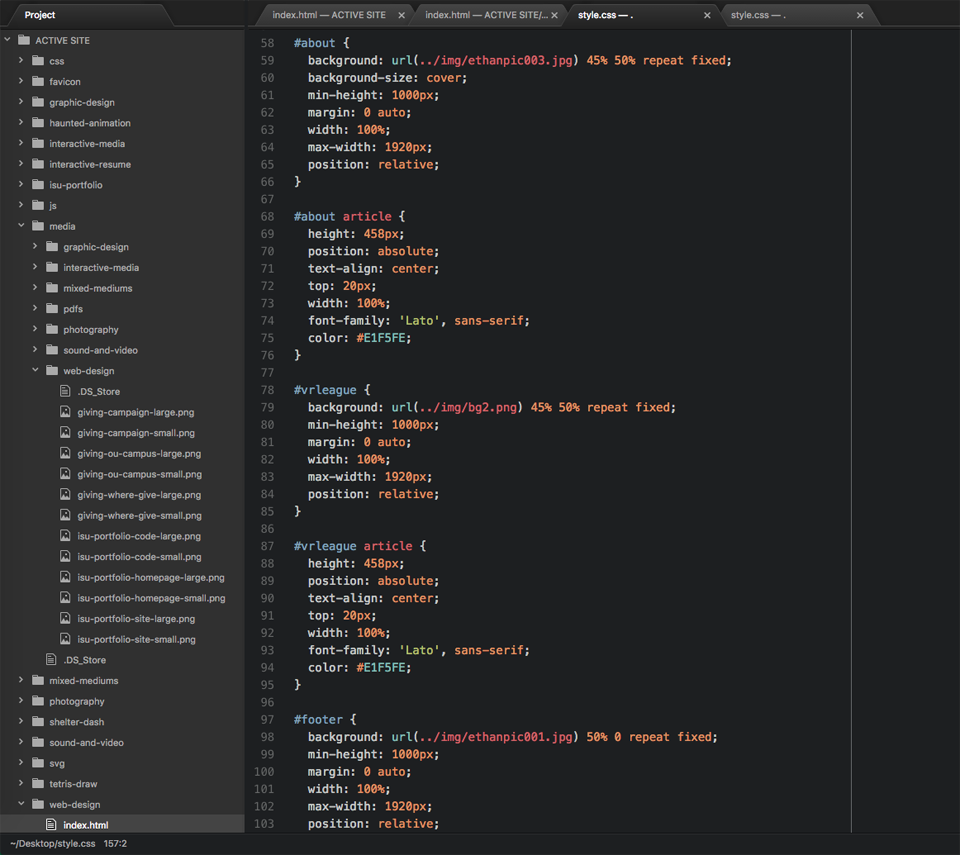 Project
index.html — ACTIVE SITE
index.html — ACTIVE SITE/...
style.css — .
style.css — .
ACTIVE SITE
css
favicon
graphic-design
haunted-animation
interactive-media
interactive-resume
isu-portfolio
js
media
graphic-design
interactive-media
mixed-mediums
pdfs
photography
sound-and-video
web-design
.DS_Store
giving-campaign-large.png
giving-campaign-small.png
giving-ou-campus-large.png
giving-ou-campus-small.png
giving-where-give-large.png
giving-where-give-small.png
isu-portfolio-code-large.png
isu-portfolio-code-small.png
isu-portfolio-homepage-large.png
isu-portfolio-homepage-small.png
isu-portfolio-site-large.png
isu-portfolio-site-small.png
.DS_Store
mixed-mediums
photography
shelter-dash
sound-and-video
svg
tetris-draw
web-design
index.html
58 #about {
59 background: url(../img/ethanpic003.jpg) 45% 50% repeat fixed;
60 background-size: cover;
61 min-height: 1000px;
62 margin: 0 auto;
63 width: 100%;
64 max-width: 1920px;
65 position: relative;
66 }
67
68 #about article {
69 height: 458px;
70 position: absolute;
71 text-align: center;
72 top: 20px;
73 width: 100%;
74 font-family: 'Lato', sans-serif;
75 color: #E1F5FE;
76 }
77
78 #vrleague {
79 background: url(../img/bg2.png) 45% 50% repeat fixed;
80 min-height: 1000px;
81 margin: 0 auto;
82 width: 100%;
83 max-width: 1920px;
84 position: relative;
85 }
86
87 #vrleague article {
88 height: 458px;
89 position: absolute;
90 text-align: center;
91 top: 20px;
92 width: 100%;
93 font-family: 'Lato', sans-serif;
94 color: #E1F5FE;
95 }
96
97 #footer {
98 background: url(../img/ethanpic001.jpg) 50% 0 repeat fixed;
99 min-height: 1000px;
100 margin: 0 auto;
101 width: 100%;
102 max-width: 1920px;
103 position: relative;
~/Desktop/style.css 157:2